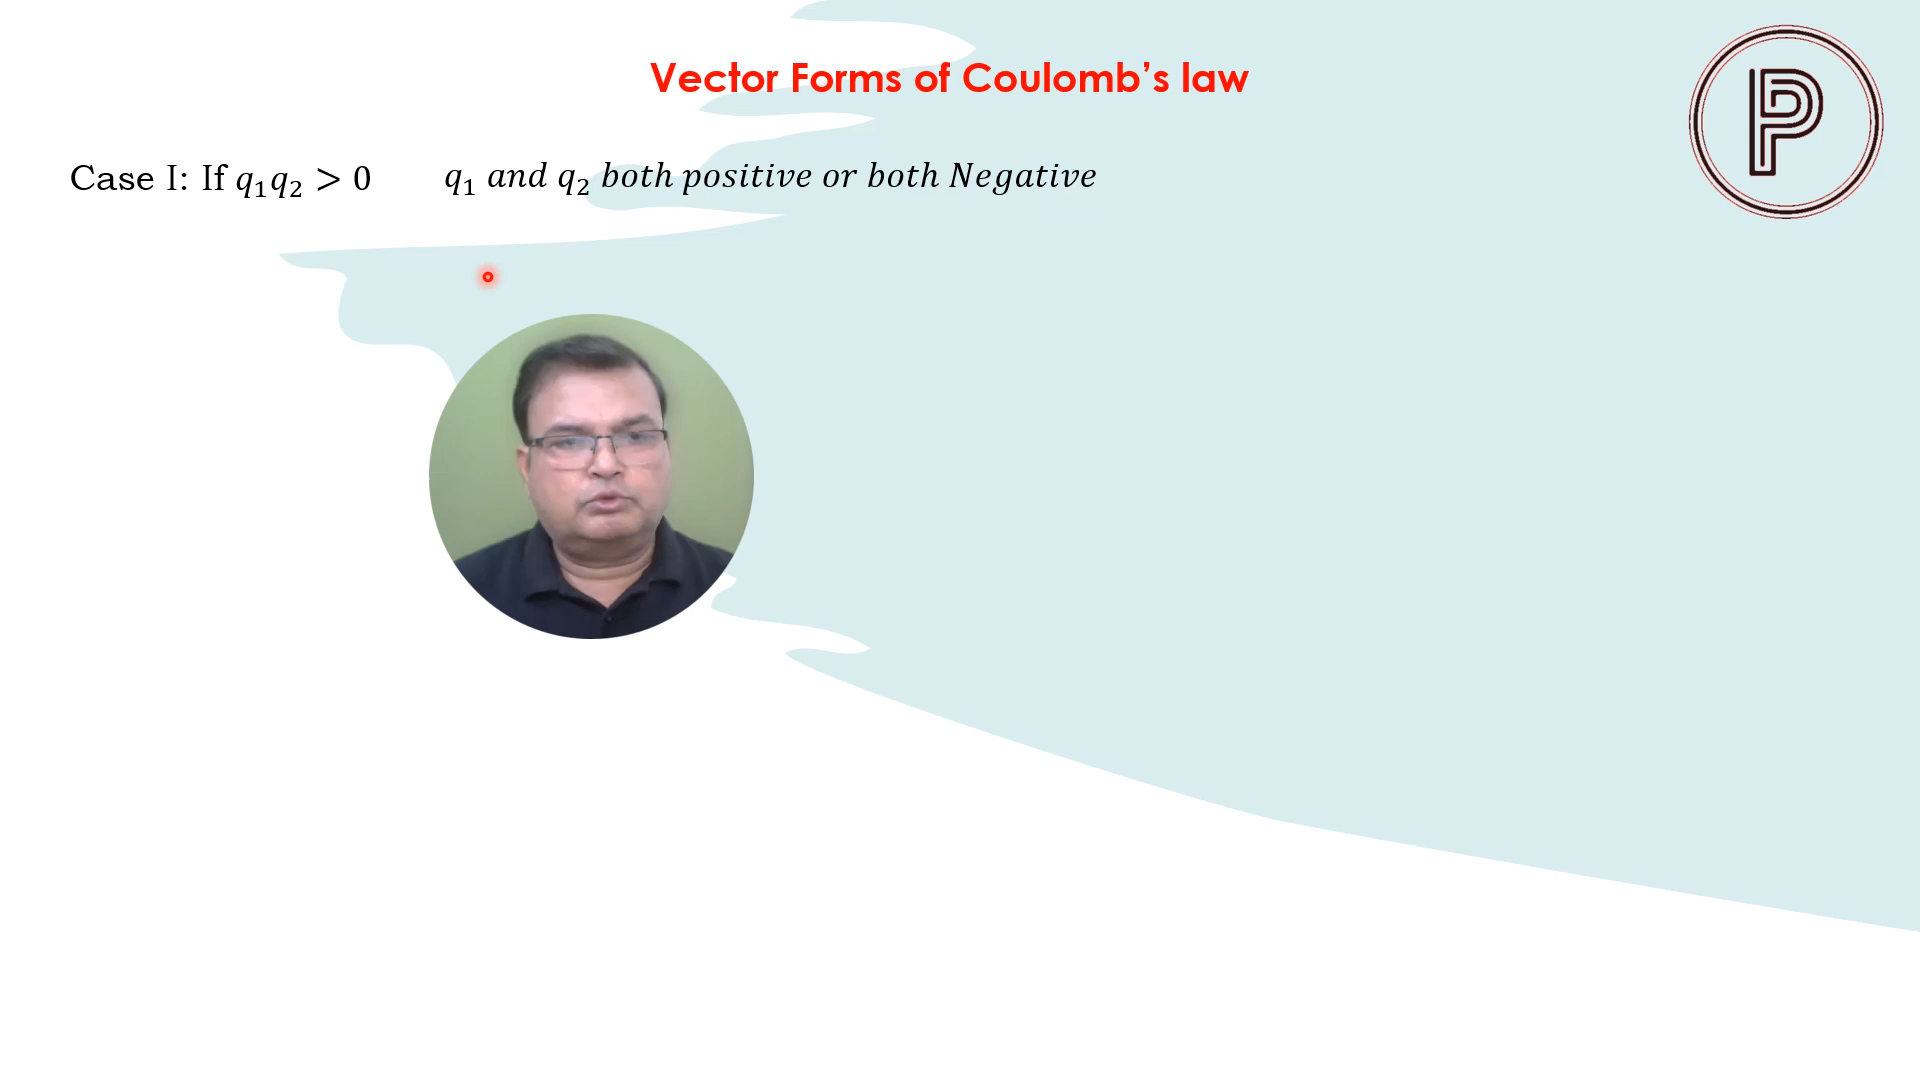 Vector Forms of Coulomb’s law
P
Case I: If q₁q₂ > 0 q₁ and q₂ both positive or both Negative